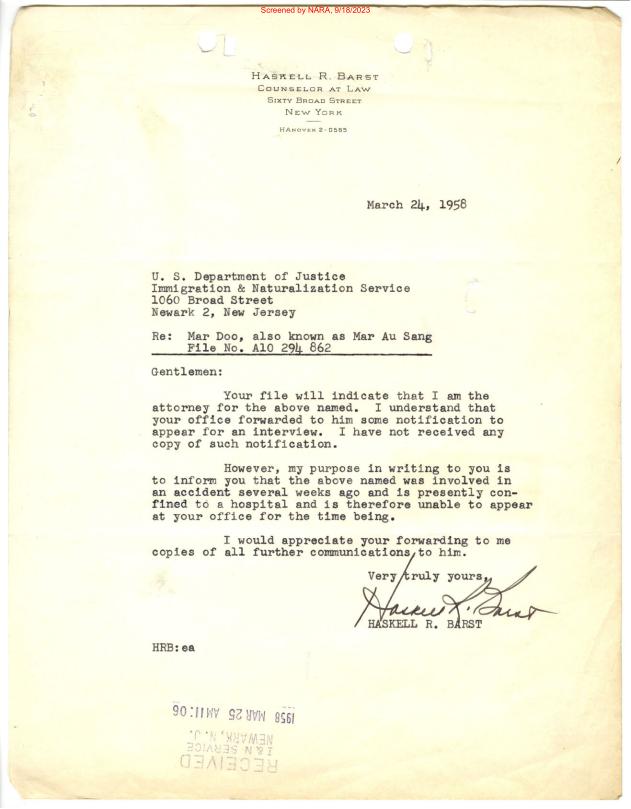 Screened by NARA, 9/18/2023
HASKELL R. BARST
COUNSELOR AT LAW
SIXTY BROAD STREET
NEW YORK
HANOVER 2-0585
March 24, 1958
U. S. Department of Justice
Immigration & Naturalization Service
1060 Broad Street
Newark 2, New Jersey
Re: Mar Doo, also known as Mar Au Sang
File No. A10 294 862
Gentlemen:
Your file will indicate that I am the
attorney for the above named. I understand that
your office forwarded to him some notification to
appear for an interview. I have not received any
copy of such notification.
However, my purpose in writing to you is
to inform you that the above named was involved in
an accident several weeks ago and is presently con-
fined to a hospital and is therefore unable to appear
at your office for the time being.
I would appreciate your forwarding to me
copies of all further communications to him.
Very truly yours,
Haskell R. Barst
HASKELL R. BARST
HRB:ea
RECEIVED
I & N SERVICE
NEWARK, N. J.
1958 MAR 25 AM 11:06